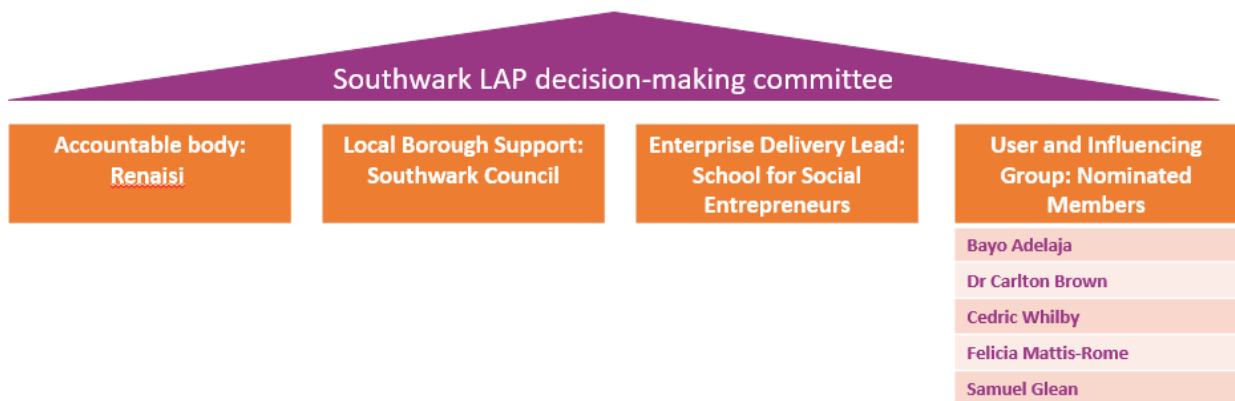 Southwark LAP decision-making committee
Accountable body:
Renaisi
Local Borough Support:
Southwark Council
Enterprise Delivery Lead:
School for Social
Entrepreneurs
User and Influencing
Group: Nominated
Members
Bayo Adelaja
Dr Carlton Brown
Cedric Whilby
Felicia Mattis-Rome
Samuel Glean